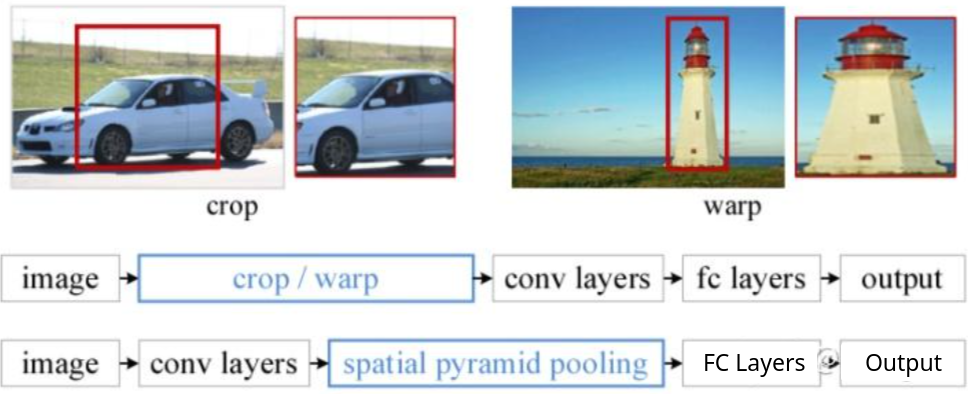 crop
warp
image
crop / warp
conv layers
fc layers
output
image
conv layers
spatial pyramid pooling
FC Layers
Output